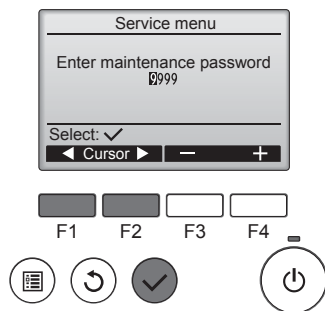 Service menu
Enter maintenance password
9999
Select: ✓
◀ Cursor ▶ — +
F1 F2 F3 F4